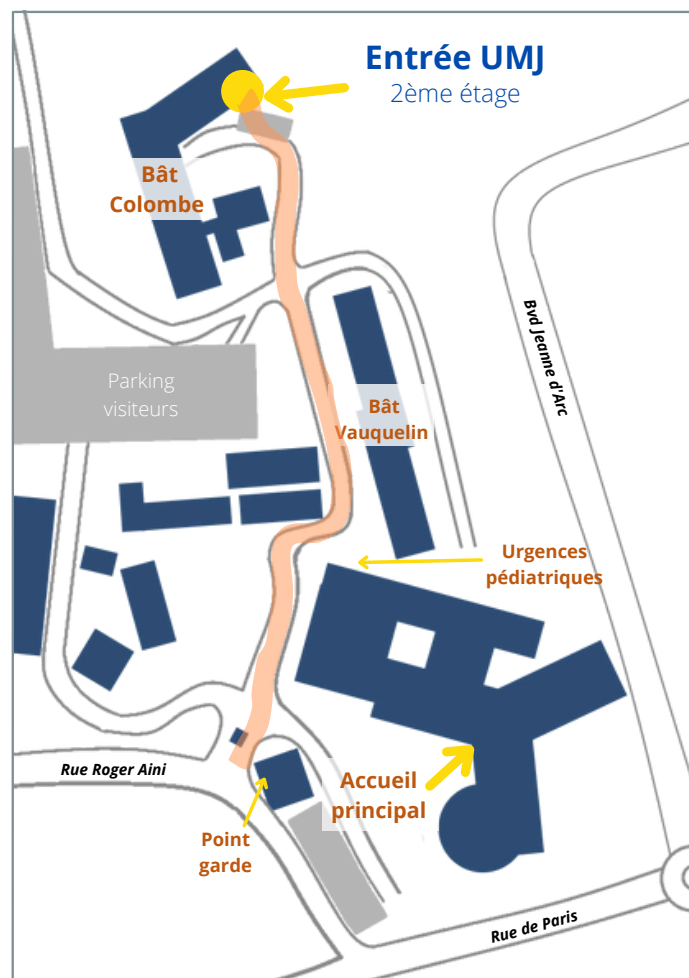 Entrée UMJ
2ème étage
Bât
Colombe
Bvd Jeanne d'Arc
Parking
visiteurs
Bât
Vauquelin
Urgences
pédiatriques
Rue Roger Aini
Accueil
principal
Point
garde
Rue de Paris